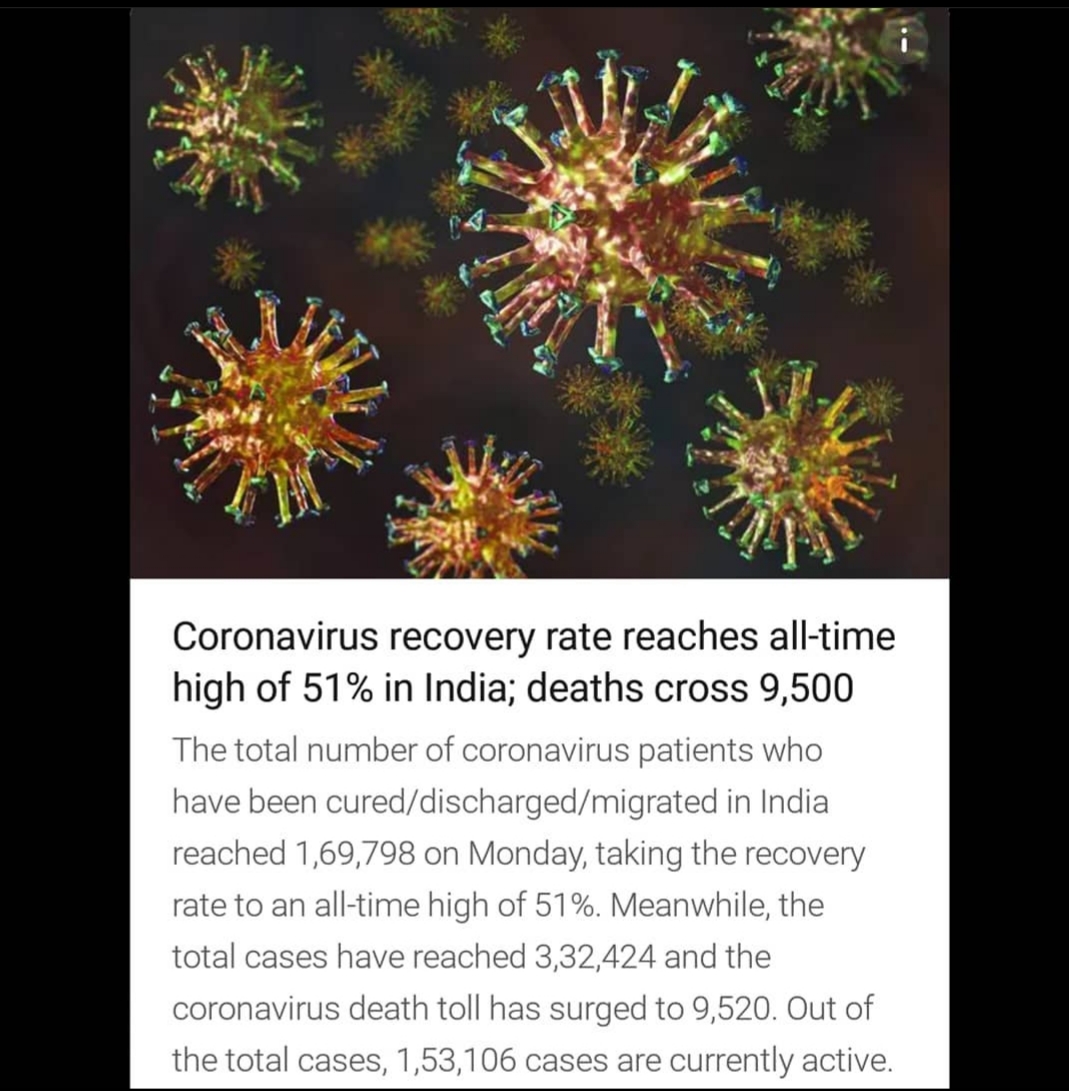 Coronavirus recovery rate reaches all-time
high of 51% in India; deaths cross 9,500
The total number of coronavirus patients who
have been cured/discharged/migrated in India
reached 1,69,798 on Monday, taking the recovery
rate to an all-time high of 51%. Meanwhile, the
total cases have reached 3,32,424 and the
coronavirus death toll has surged to 9,520. Out of
the total cases, 1,53,106 cases are currently active.